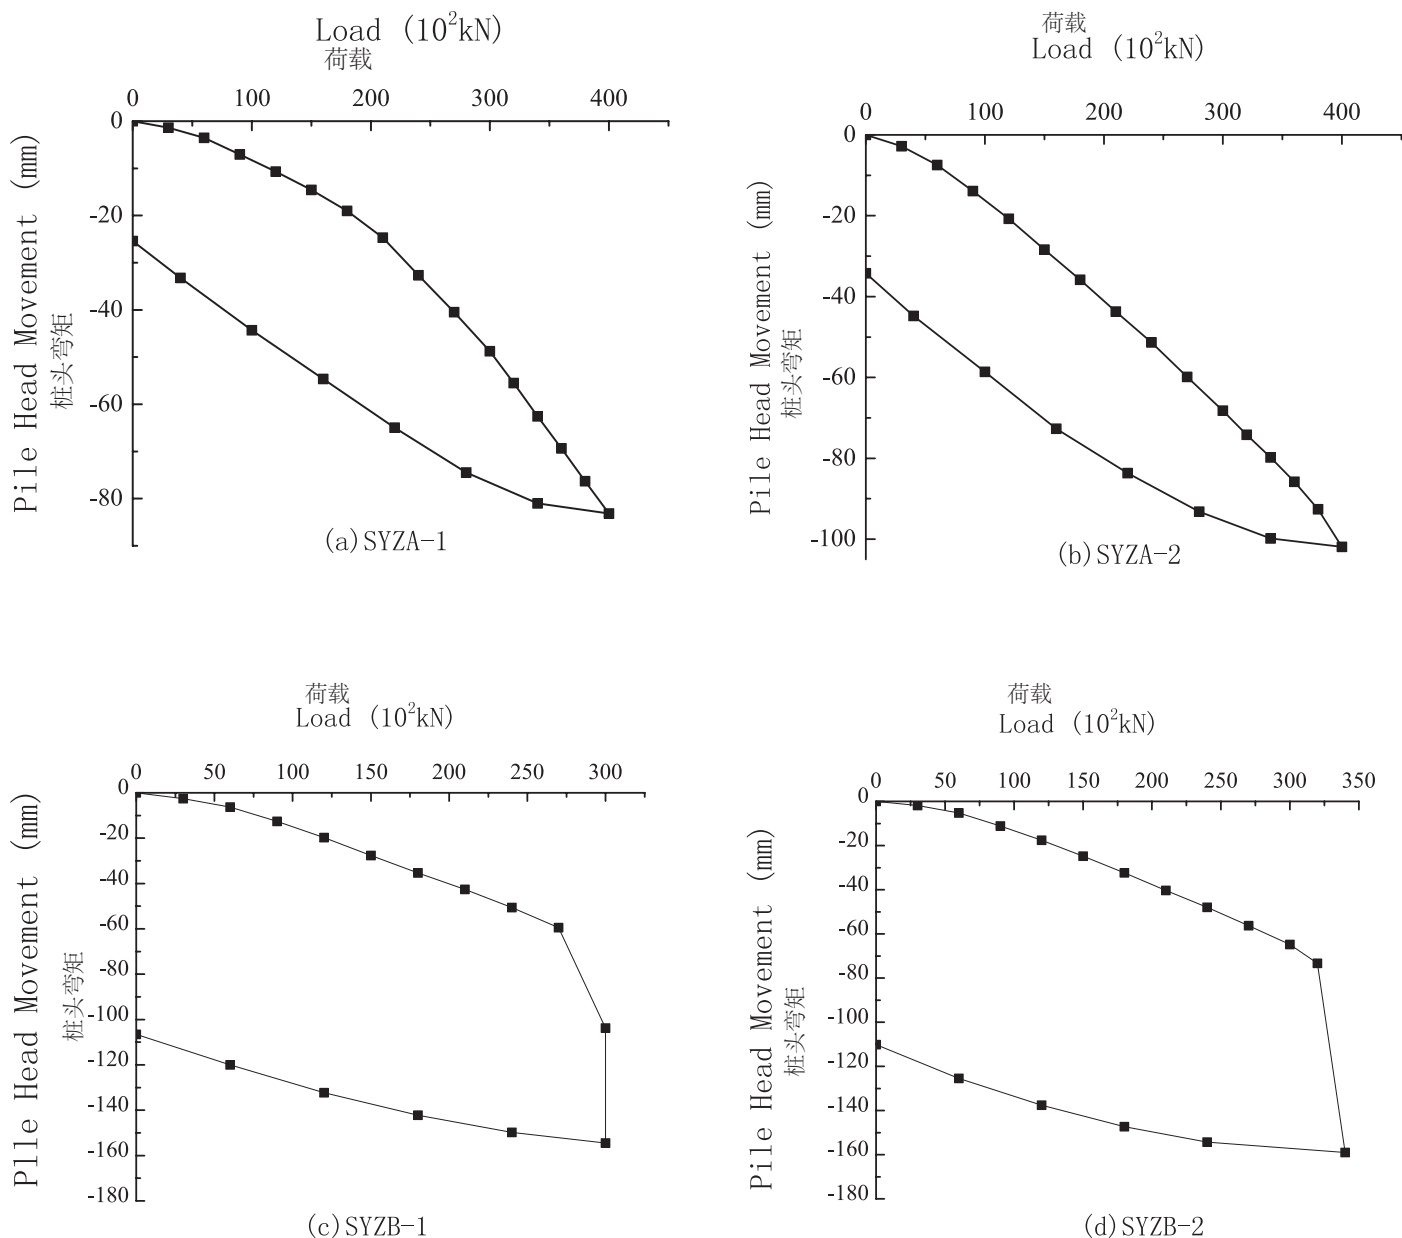 Load (10²kN)
荷载
0 100 200 300 400
0
-20
-40
-60
-80
Pile Head Movement (mm)
桩头弯矩
(a)SYZA-1
荷载
Load (10²kN)
0 100 200 300 400
0
-20
-40
-60
-80
-100
Pile Head Movement (mm)
桩头弯矩
(b)SYZA-2
荷载
Load (10²kN)
0 50 100 150 200 250 300
0
-20
-40
-60
-80
-100
-120
-140
-160
-180
Plle Head Movement (mm)
桩头弯矩
(c)SYZB-1
荷载
Load (10²kN)
0 50 100 150 200 250 300 350
0
-20
-40
-60
-80
-100
-120
-140
-160
-180
Pile Head Movement (mm)
桩头弯矩
(d)SYZB-2